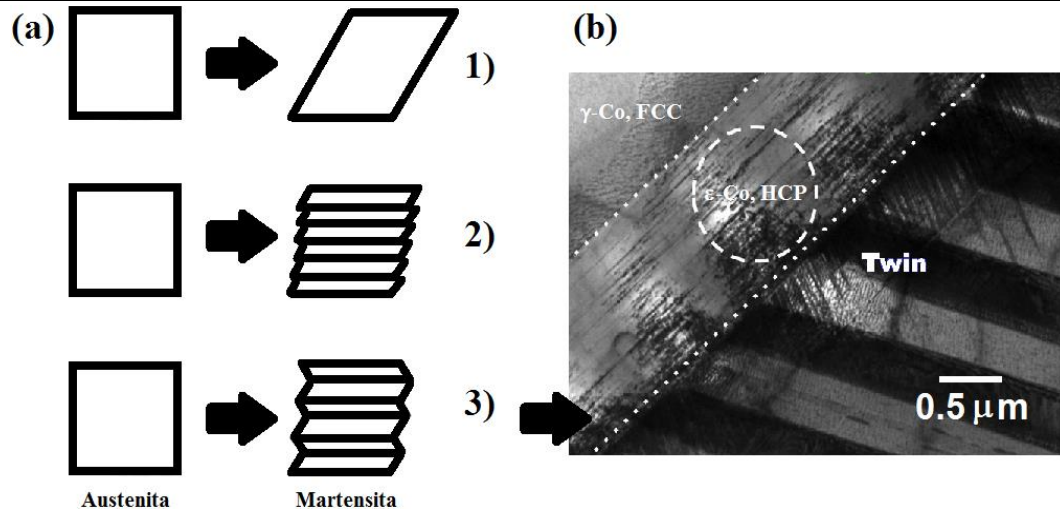 (a)
1)
2)
3)
Austenita
Martensita
(b)
γ-Co, FCC
ε-Co, HCP
Twin
0.5 μm